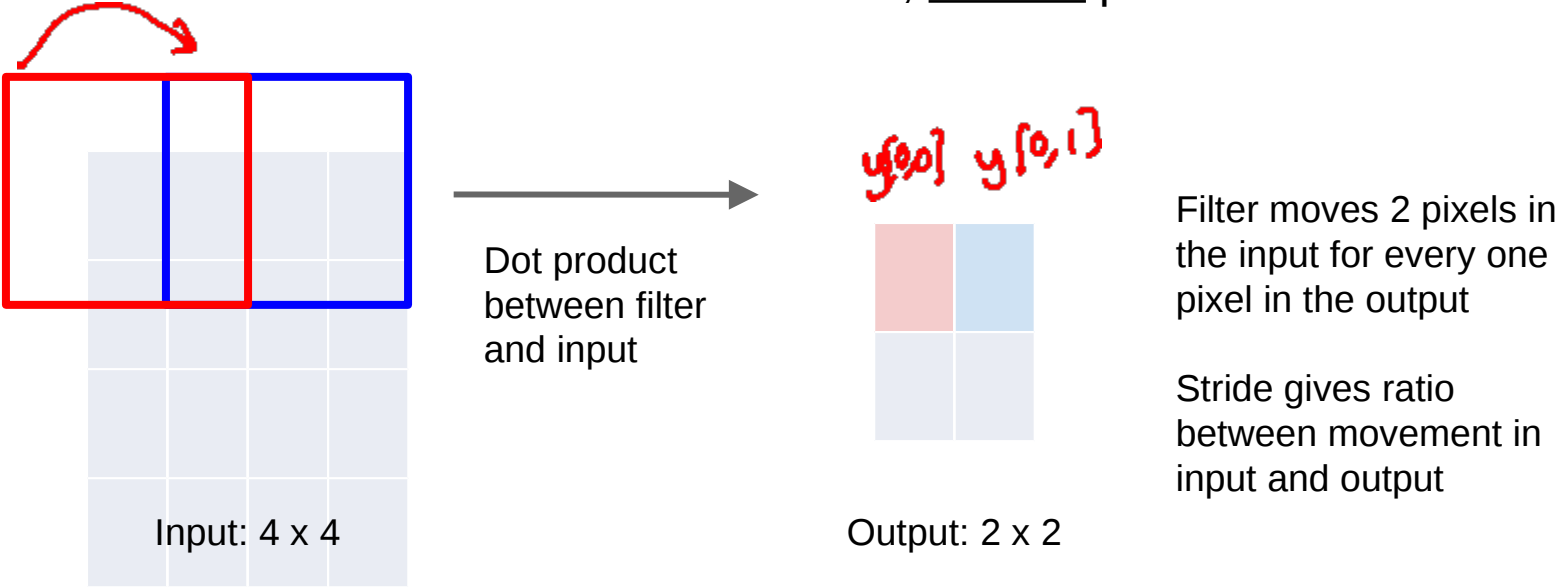 y[0,0] y[0,1]
Dot product
between filter
and input
Filter moves 2 pixels in
the input for every one
pixel in the output
Stride gives ratio
between movement in
input and output
Input: 4 x 4
Output: 2 x 2